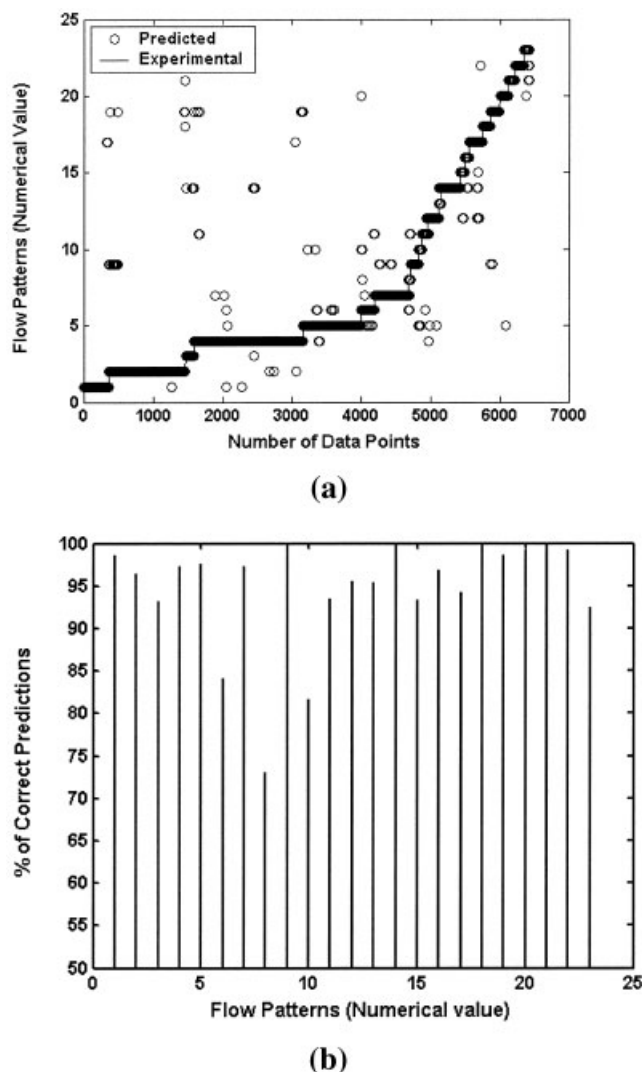 25
20
15
10
5
0
Flow Patterns (Numerical Value)
Predicted
Experimental
0 1000 2000 3000 4000 5000 6000 7000
Number of Data Points
(a)
100
95
90
85
80
75
70
65
60
55
50
% of Correct Predictions
0 5 10 15 20 25
Flow Patterns (Numerical value)
(b)